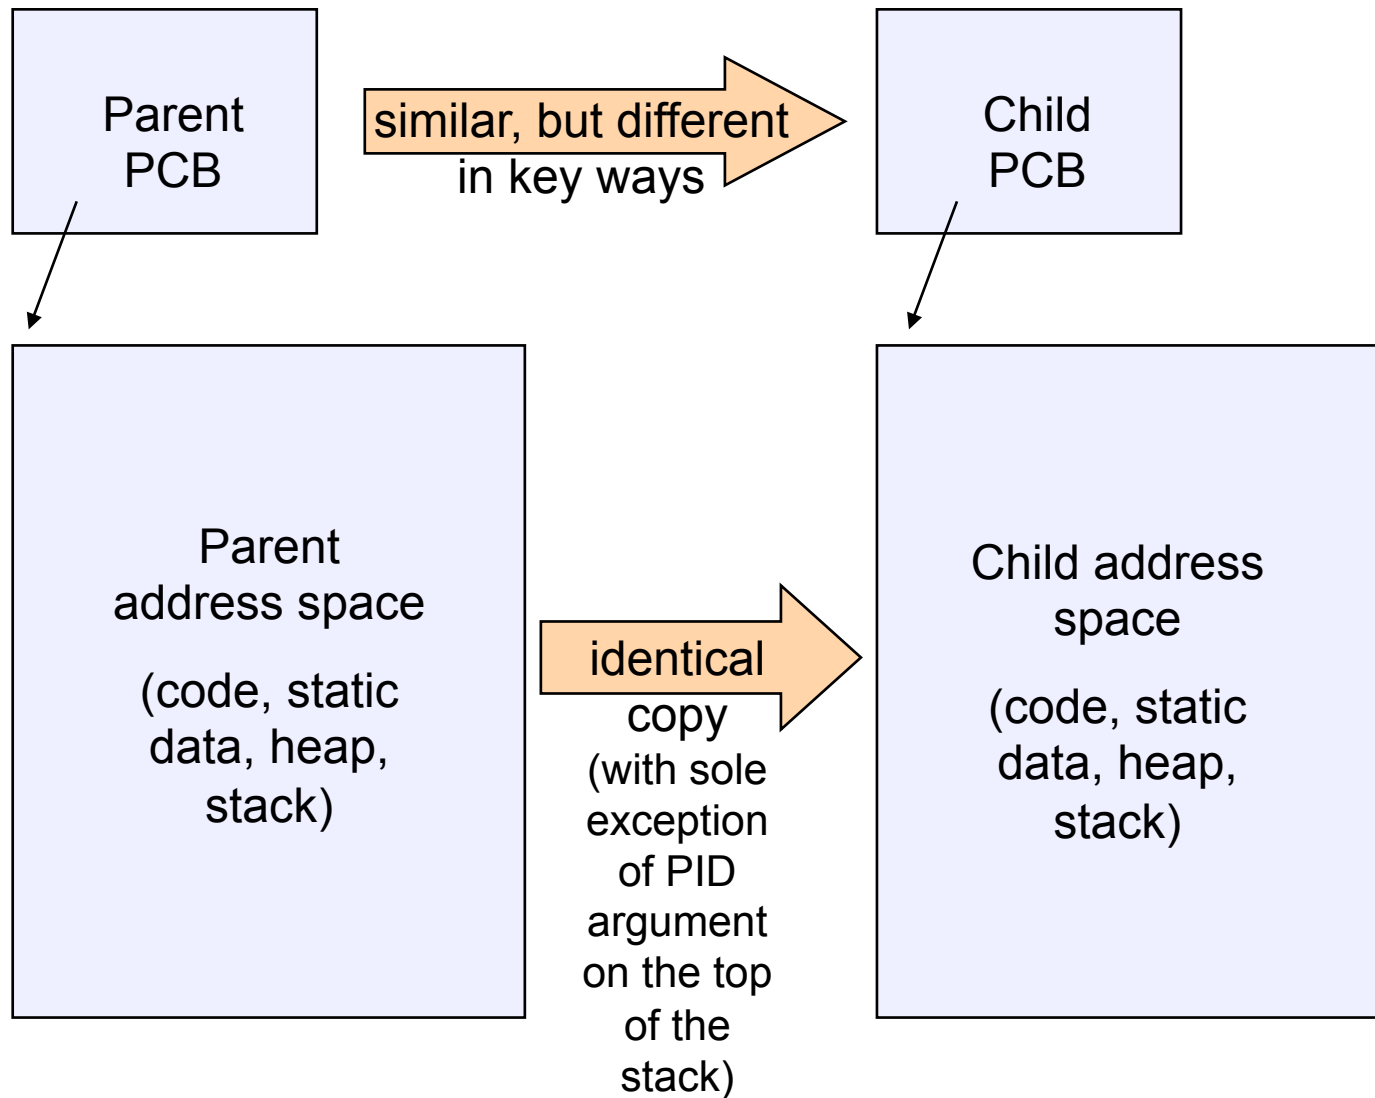 Parent
PCB
similar, but different
in key ways
Child
PCB
Parent
address space
(code, static
data, heap,
stack)
identical
copy
(with sole
exception
of PID
argument
on the top
of the
stack)
Child address
space
(code, static
data, heap,
stack)